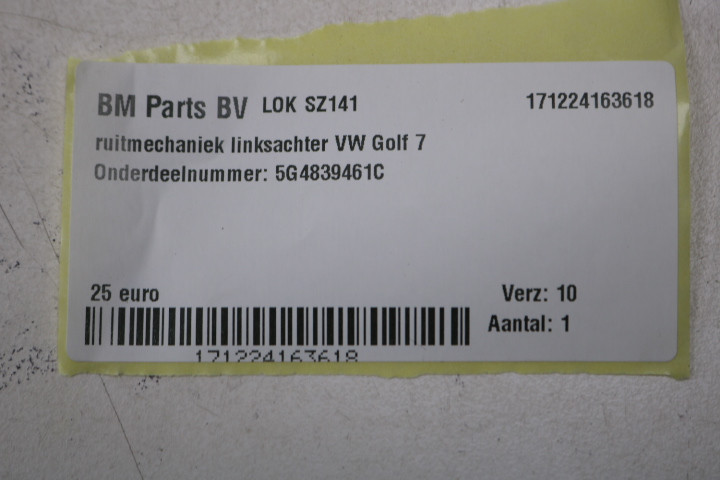 BM Parts BV LOK SZ141 171224163618
ruitmechaniek linksachter VW Golf 7
Onderdeelnummer: 5G4839461C
25 euro Verz: 10
Aantal: 1
171224163618